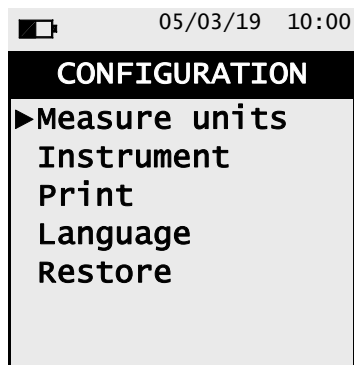 05/03/19 10:00
CONFIGURATION
►Measure units
Instrument
Print
Language
Restore